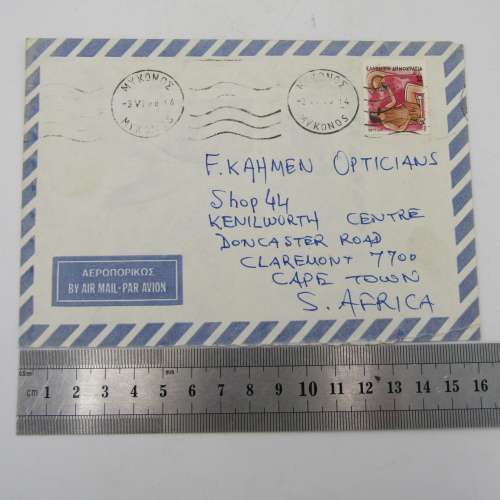 ΜΥΚΟΝΟΣ
MYKONOS
ΜΥΚΟΝΟΣ
MYKONOS
ΕΛΛΗΝΙΚΗ ΔΗΜΟΚΡΑΤΙΑ
F. KAHMEN OPTICIANS
Shop 44
KENILWORTH CENTRE
DONCASTER ROAD
CLAREMONT 7700
CAPE TOWN
S. AFRICA
ΑΕΡΟΠΟΡΙΚΩΣ
BY AIR MAIL-PAR AVION
cm 1 2 3 4 5 6 7 8 9 10 11 12 13 14 15 16